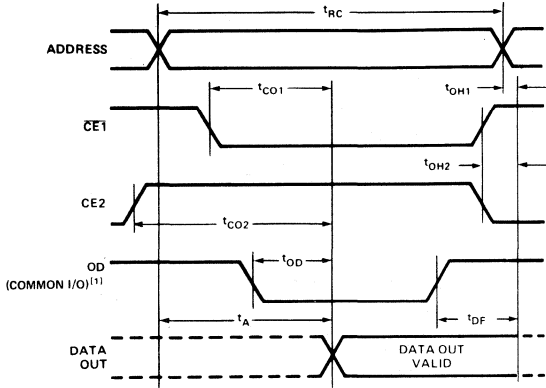 tRC
ADDRESS
tCO1
tOH1
CE1
tOH2
CE2
tCO2
OD
(COMMON I/O)[1]
tOD
tA
tDF
DATA
OUT
DATA OUT
VALID